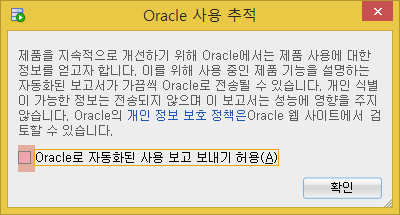 Oracle 사용 추적
제품을 지속적으로 개선하기 위해 Oracle에서는 제품 사용에 대한
정보를 얻고자 합니다. 이를 위해 사용 중인 제품 기능을 설명하는
자동화된 보고서가 가끔씩 Oracle로 전송될 수 있습니다. 개인 식별
이 가능한 정보는 전송되지 않으며 이 보고서는 성능에 영향을 주지
않습니다. Oracle의 개인 정보 보호 정책은Oracle 웹 사이트에서 검
토할 수 있습니다.
Oracle로 자동화된 사용 보고 보내기 허용(A)
확인